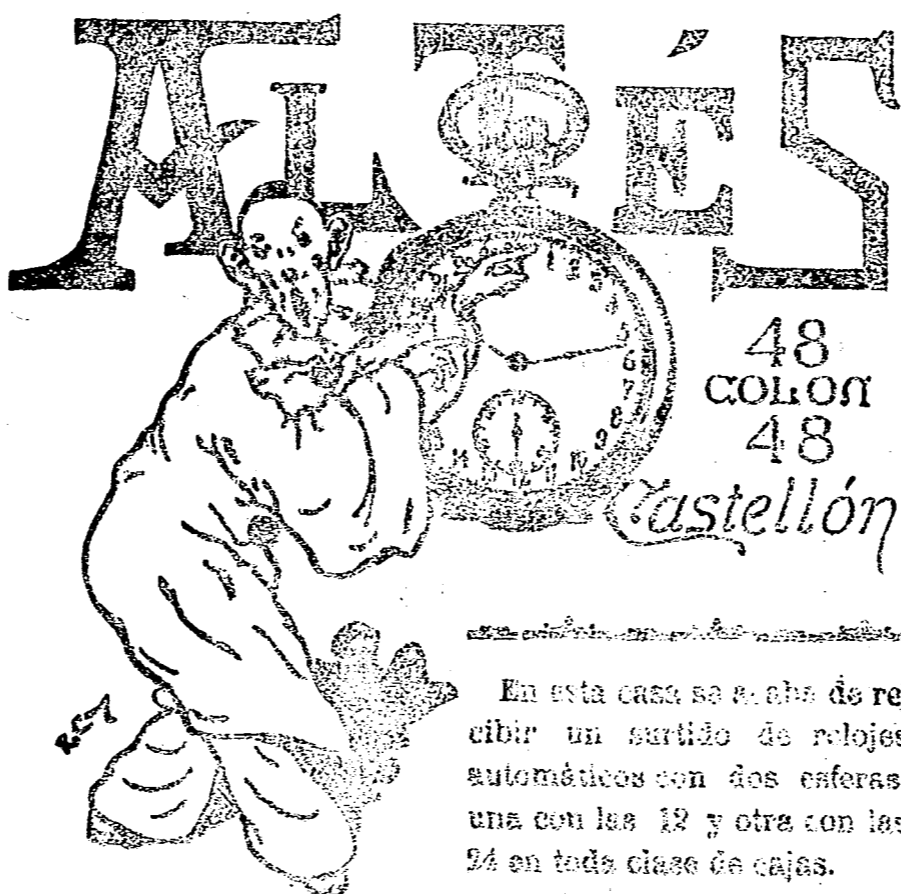 ALTÉS
48
COLON
48
Castellón
En esta casa se acaba de re
cibir un surtido de relojes
automáticos con dos esferas
una con las 12 y otra con las
24 en toda clase de cajas.